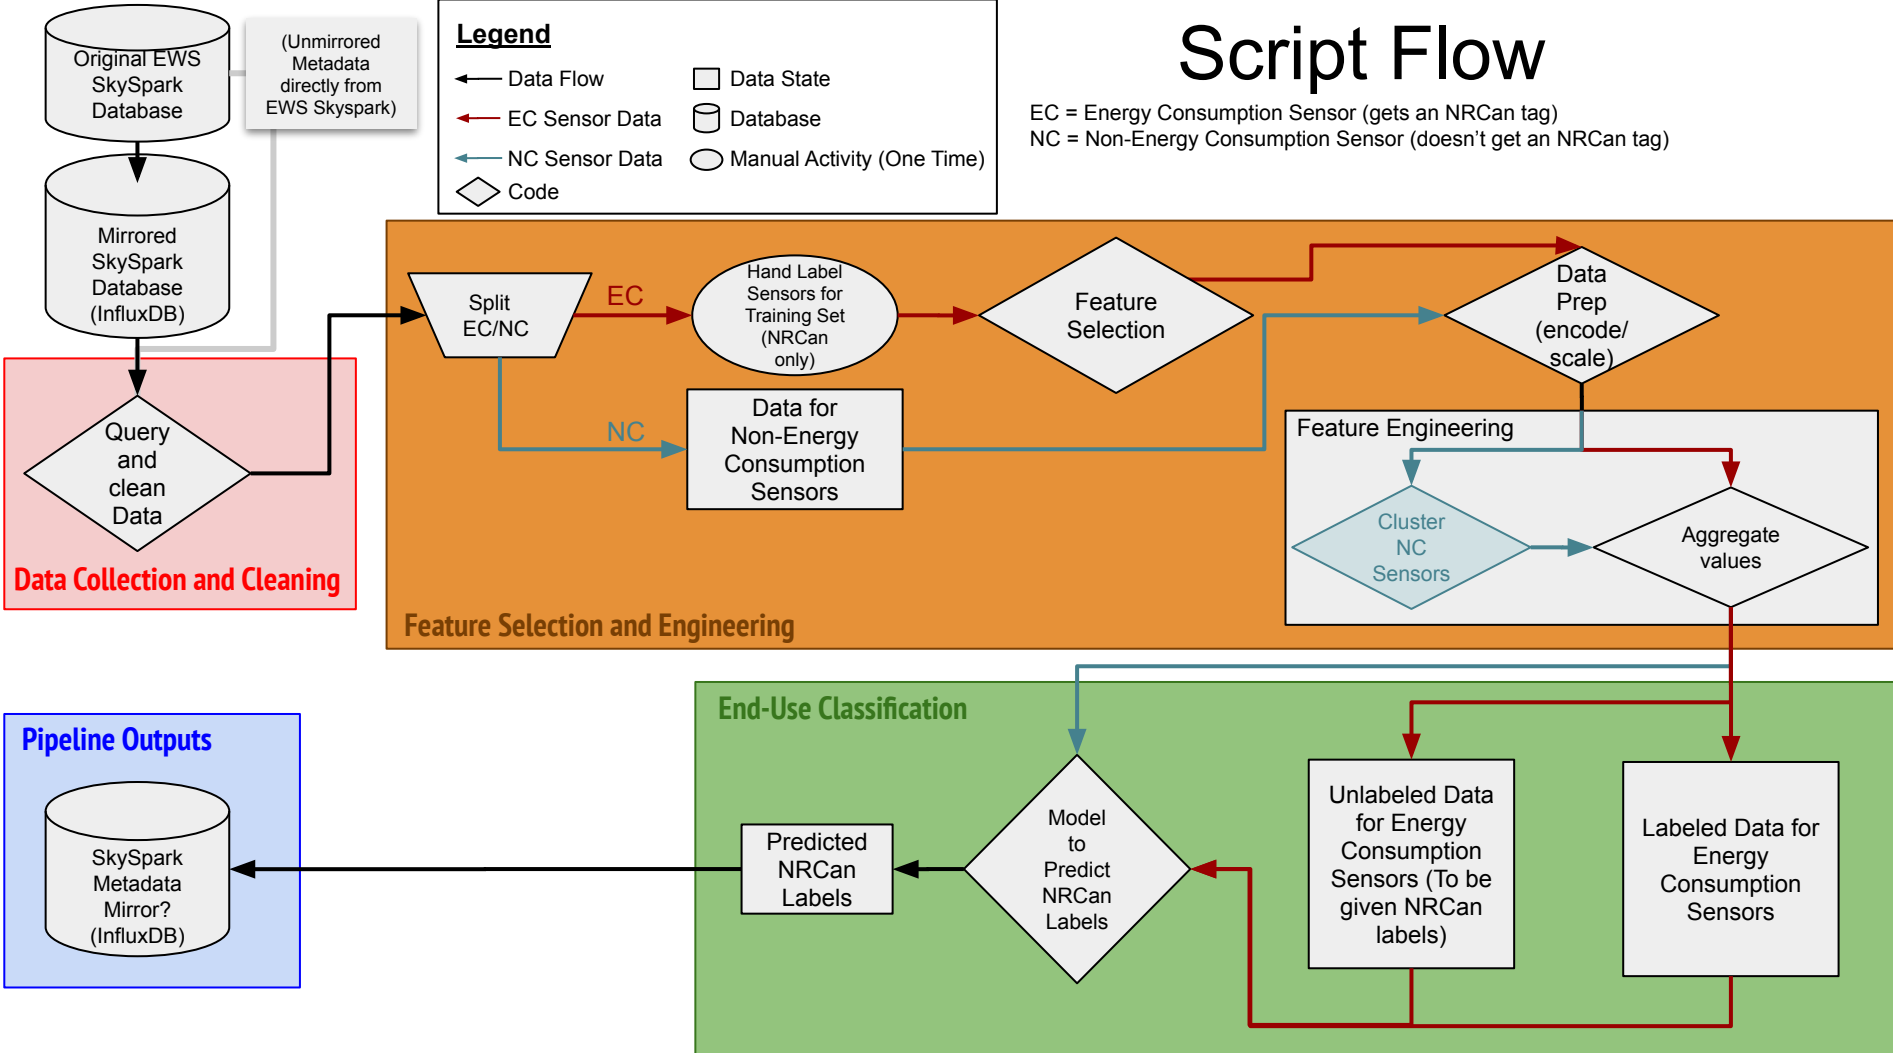 Script Flow
EC = Energy Consumption Sensor (gets an NRCan tag)
NC = Non-Energy Consumption Sensor (doesn't get an NRCan tag)
Legend
Data Flow
EC Sensor Data
NC Sensor Data
Code
Data State
Database
Manual Activity (One Time)
Original EWS
SkySpark
Database
(Unmirrored
Metadata
directly from
EWS Skyspark)
Mirrored
SkySpark
Database
(InfluxDB)
Query
and
clean
Data
Data Collection and Cleaning
Split
EC/NC
EC
NC
Hand Label
Sensors for
Training Set
(NRCan
only)
Data for
Non-Energy
Consumption
Sensors
Feature
Selection
Data
Prep
(encode/
scale)
Feature Engineering
Cluster
NC
Sensors
Aggregate
values
Feature Selection and Engineering
End-Use Classification
Labeled Data for
Energy
Consumption
Sensors
Unlabeled Data
for Energy
Consumption
Sensors (To be
given NRCan
labels)
Model
to
Predict
NRCan
Labels
Predicted
NRCan
Labels
Pipeline Outputs
SkySpark
Metadata
Mirror?
(InfluxDB)